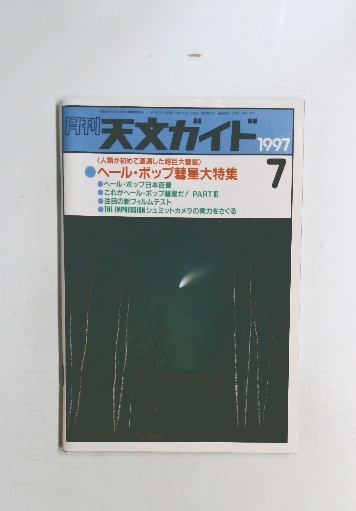 月刊 天文ガイド
1997
7
〈人類が初めて遭遇した超巨大彗星〉
●ヘール・ボップ彗星大特集
●ヘール・ボップ日本百景
●これがヘール・ボップ彗星だ! PART II
●注目の新フィルムテスト
●THE IMPRESSION シュミットカメラの実力をさぐる